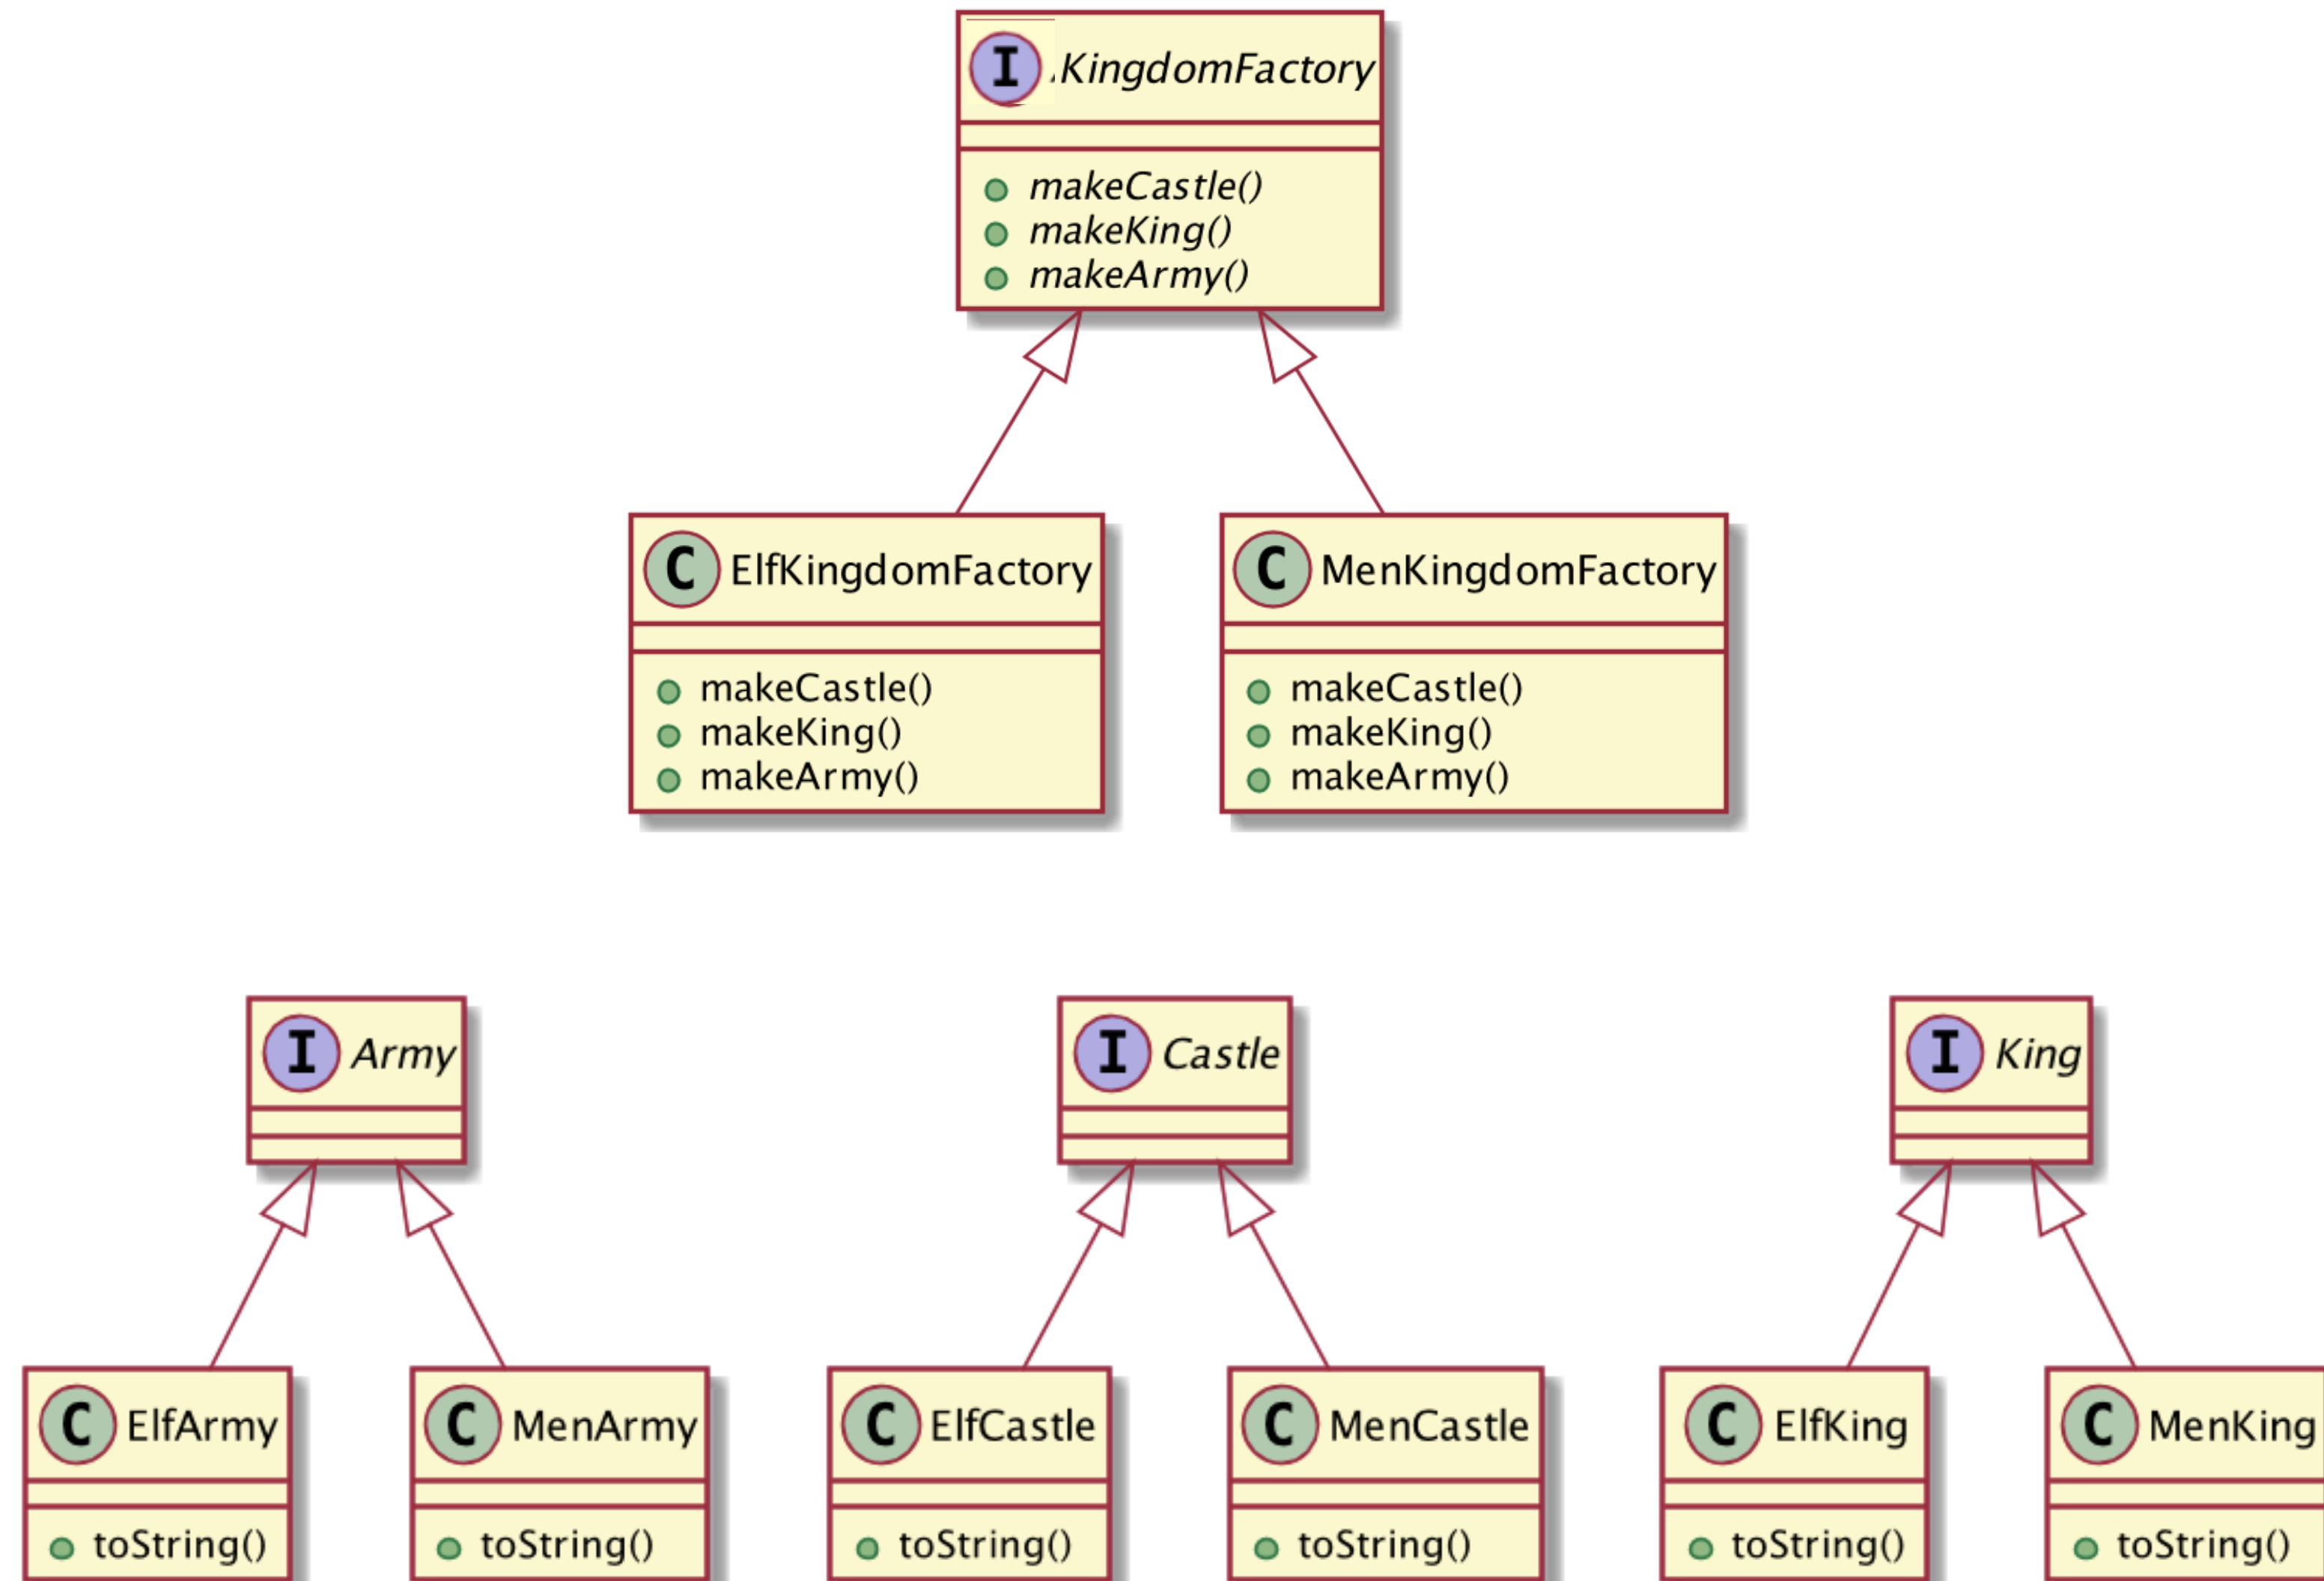 I KingdomFactory
makeCastle()
makeKing()
makeArmy()
C ElfKingdomFactory
makeCastle()
makeKing()
makeArmy()
C MenKingdomFactory
makeCastle()
makeKing()
makeArmy()
I Army
I Castle
I King
C ElfArmy
toString()
C MenArmy
toString()
C ElfCastle
toString()
C MenCastle
toString()
C ElfKing
toString()
C MenKing
toString()